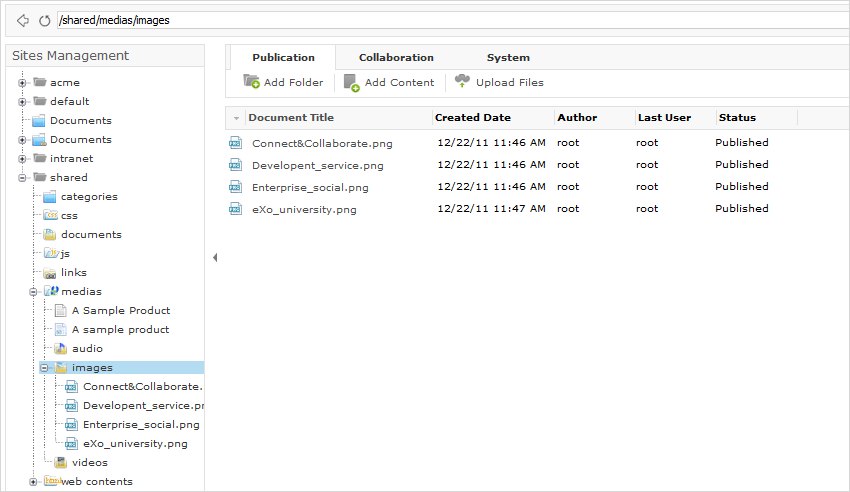 /shared/medias/images
Sites Management
acme
default
Documents
Documents
intranet
shared
categories
css
documents
js
links
medias
A Sample Product
A sample product
audio
images
Connect&Collaborate.
Developent_service.pr
Enterprise_social.png
eXo_university.png
videos
web contents
Publication Collaboration System
Add Folder Add Content Upload Files
Document Title Created Date Author Last User Status
Connect&Collaborate.png 12/22/11 11:46 AM root root Published
Developent_service.png 12/22/11 11:46 AM root root Published
Enterprise_social.png 12/22/11 11:46 AM root root Published
eXo_university.png 12/22/11 11:47 AM root root Published